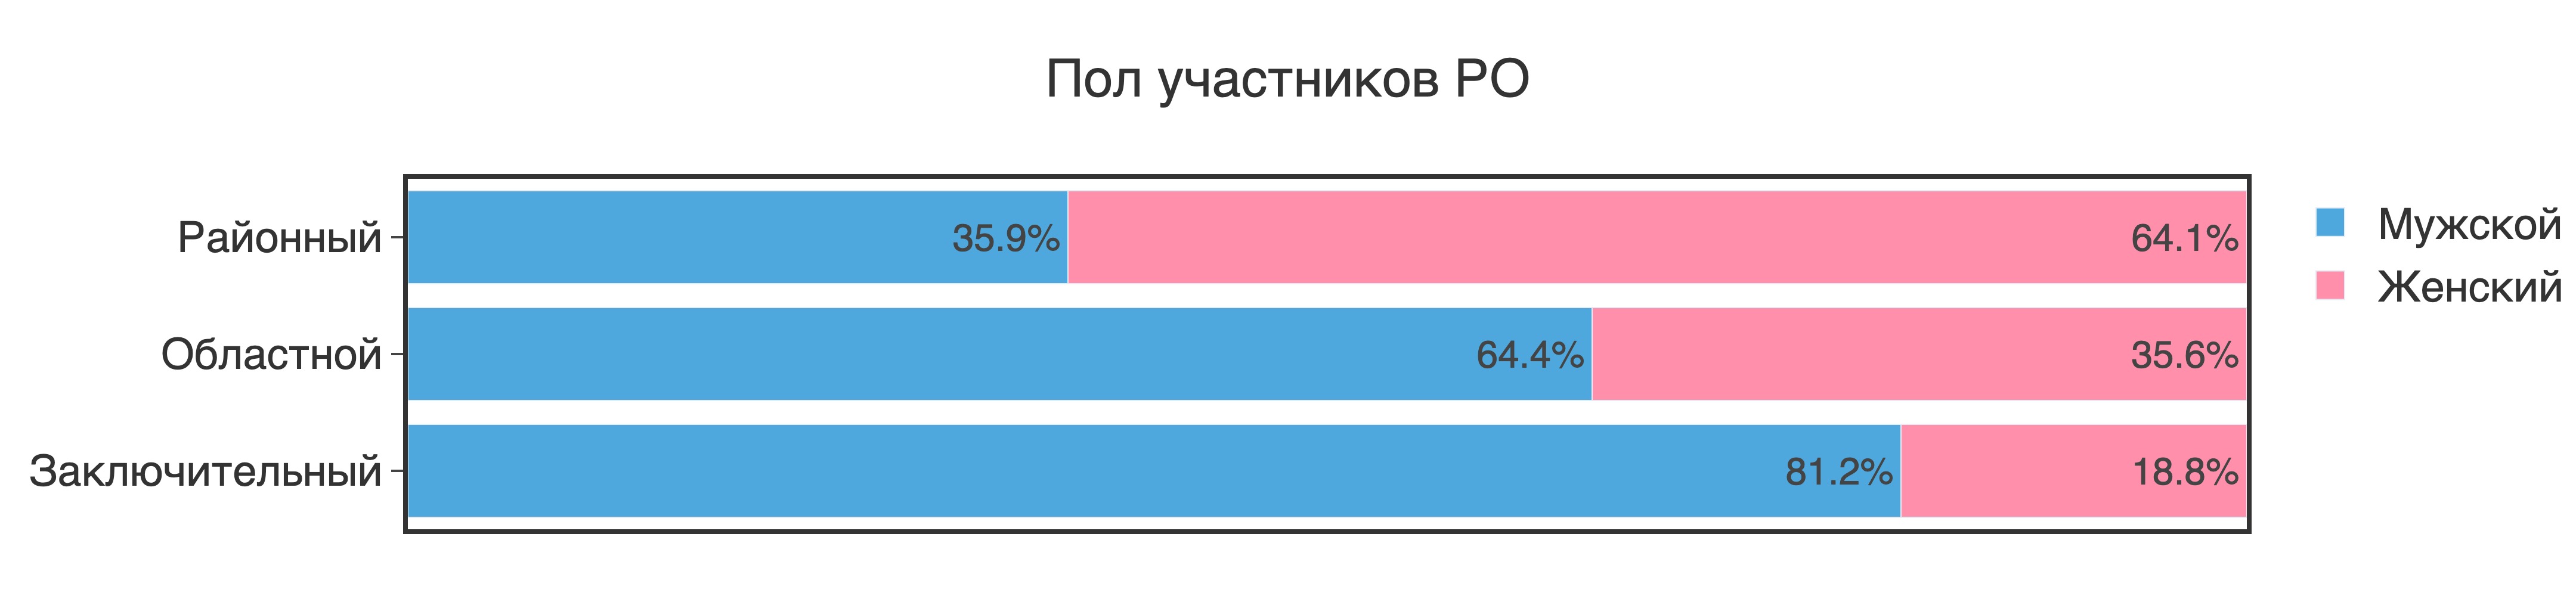 Пол участников РО
Районный
35.9%
64.1%
Мужской
Женский
Областной
64.4%
35.6%
Заключительный
81.2%
18.8%